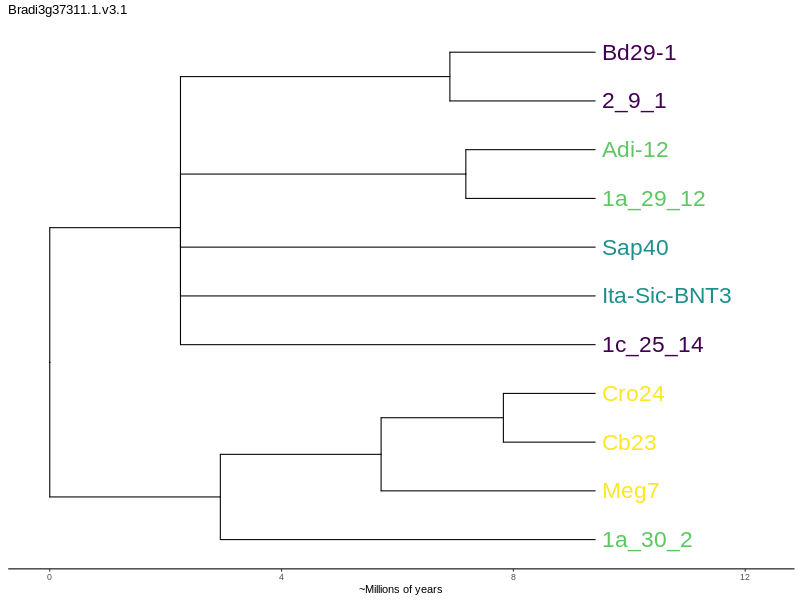 Bradi3g37311.1.v3.1
Bd29-1
2_9_1
Adi-12
1a_29_12
Sap40
Ita-Sic-BNT3
1c_25_14
Cro24
Cb23
Meg7
1a_30_2
0 4 8 12
~Millions of years